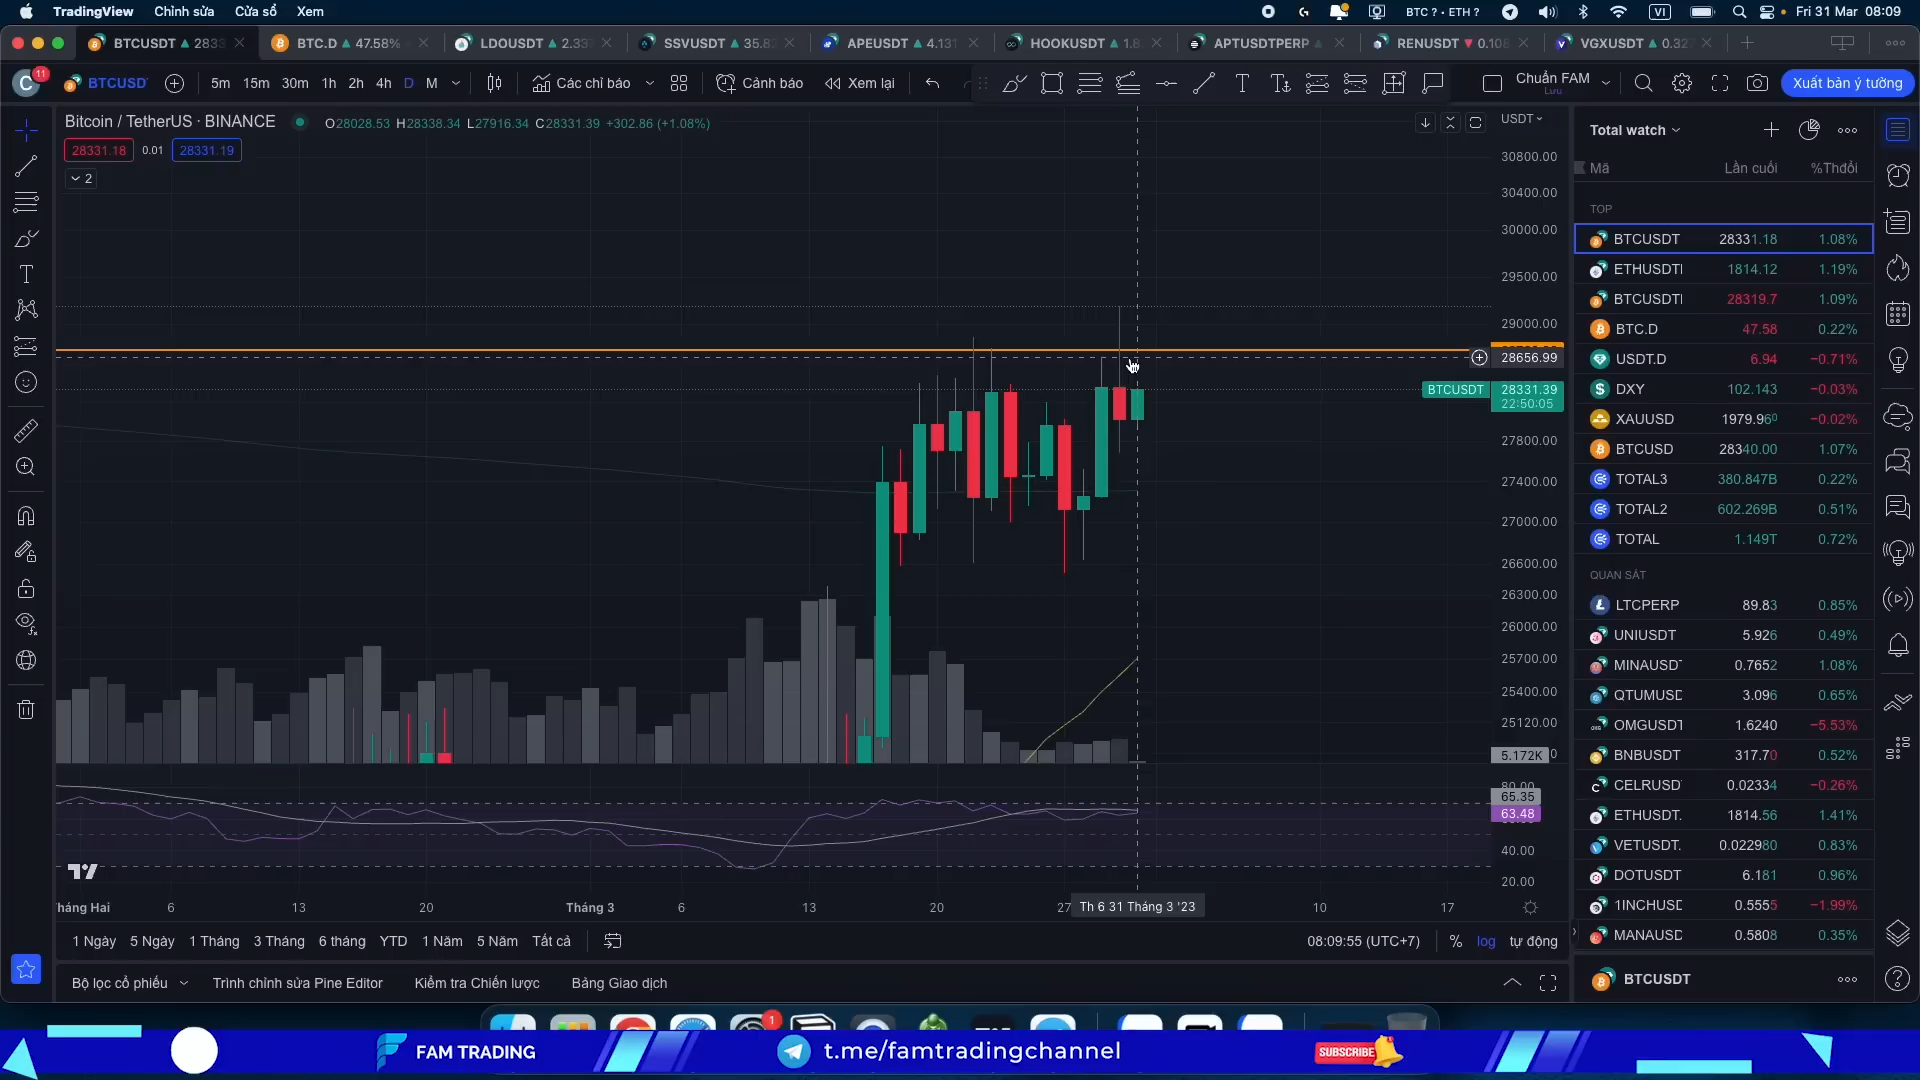 TradingView Chỉnh sửa Cửa sổ Xem
BTC ? • ETH ? VI Fri 31 Mar 08:09
BTCUSDT ▲ 2833 BTC.D ▲ 47.58% LDOUSDT ▲ 2.33 SSVUSDT ▲ 35.8 APEUSDT ▲ 4.131 HOOKUSDT ▲ 1.8 APTUSDTPERP ▲ RENUSDT ▼ 0.108 VGXUSDT ▲ 0.327
C 11 BTCUSD 5m 15m 30m 1h 2h 4h D M Các chỉ báo Cảnh báo Xem lại Chuẩn FAM
Lưu
Xuất bản ý tưởng
Bitcoin / TetherUS · BINANCE O28028.53 H28338.34 L27916.34 C28331.39 +302.86 (+1.08%)
28331.18 0.01 28331.19
2
USDT
30800.00
30400.00
30000.00
29500.00
29000.00
28656.99
BTCUSDT 28331.39
22:50:05
27800.00
27400.00
27000.00
26600.00
26300.00
26000.00
25700.00
25400.00
25120.00
5.172K 0
80.00
65.35
63.48
40.00
20.00
háng Hai 6 13 20 Tháng 3 6 13 20 27 Th 6 31 Tháng 3 '23 10 17
1 Ngày 5 Ngày 1 Tháng 3 Tháng 6 tháng YTD 1 Năm 5 Năm Tất cả 08:09:55 (UTC+7) % log tự động
Bộ lọc cổ phiếu Trình chỉnh sửa Pine Editor Kiểm tra Chiến lược Bảng Giao dịch
Total watch
Mã Lần cuối %Thđổi
TOP
BTCUSDT 28331.18 1.08%
ETHUSDTI 1814.12 1.19%
BTCUSDTI 28319.7 1.09%
BTC.D 47.58 0.22%
USDT.D 6.94 −0.71%
DXY 102.143 −0.03%
XAUUSD 1979.96⁰ −0.02%
BTCUSD 28340.00 1.07%
TOTAL3 380.847B 0.22%
TOTAL2 602.269B 0.51%
TOTAL 1.149T 0.72%
QUAN SÁT
LTCPERP 89.83 0.85%
UNIUSDT 5.926 0.49%
MINAUSD 0.7652 1.08%
QTUMUSD 3.096 0.65%
OMGUSDT 1.6240 −5.53%
BNBUSDT 317.70 0.52%
CELRUSD 0.02334 −0.26%
ETHUSDT. 1814.56 1.41%
VETUSDT. 0.022980 0.83%
DOTUSDT 6.181 0.96%
1INCHUSD 0.5555 −1.99%
MANAUSD 0.5808 0.35%
BTCUSDT
1
FAM TRADING t.me/famtradingchannel SUBSCRIBE